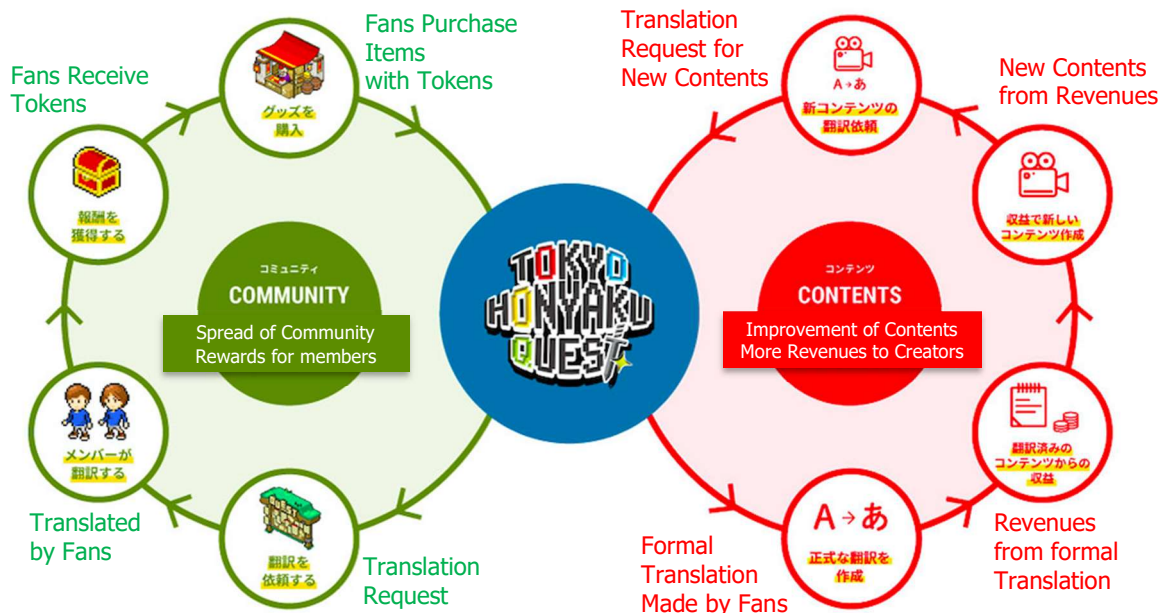 Fans Purchase
Items
with Tokens
グッズを
購入
Fans Receive
Tokens
報酬を
獲得する
コミュニティ
COMMUNITY
Spread of Community
Rewards for members
メンバーが
翻訳する
Translated
by Fans
翻訳を
依頼する
Translation
Request
TOKYO
HONYAKU
QUEST
Translation
Request for
New Contents
A→あ
新コンテンツの
翻訳依頼
New Contents
from Revenues
収益で新しい
コンテンツ作成
コンテンツ
CONTENTS
Improvement of Contents
More Revenues to Creators
翻訳済みの
コンテンツからの
収益
Revenues
from formal
Translation
A→あ
正式な翻訳を
作成
Formal
Translation
Made by Fans